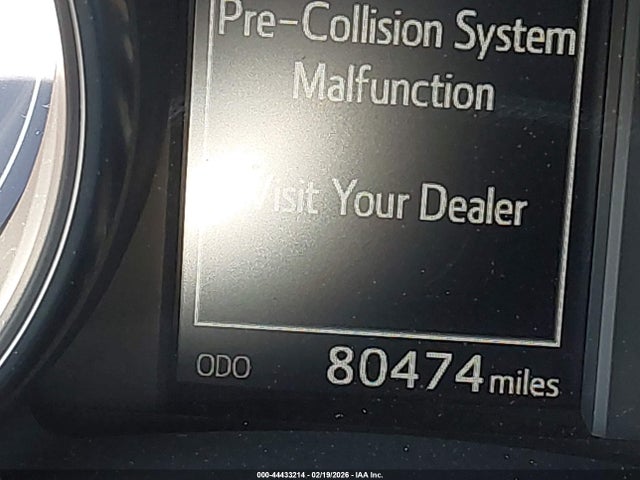 Pre-Collision System
Malfunction
Visit Your Dealer
ODO 80474 miles
000-44433214 - 02/19/2026 - IAA Inc.